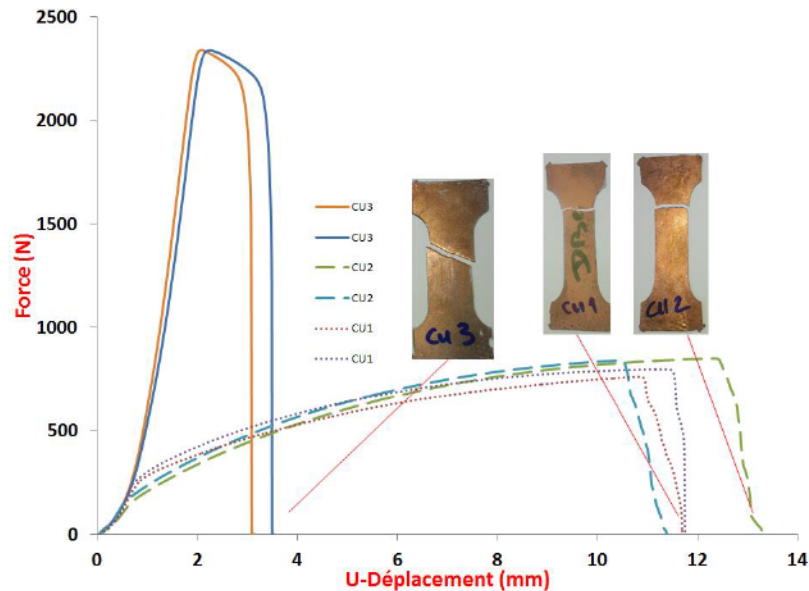 2500
2000
1500
1000
500
0
Force (N)
CU3
CU3
CU2
CU2
CU1
CU1
CU 3
CU 1
CU 2
0 2 4 6 8 10 12 14
U-Déplacement (mm)